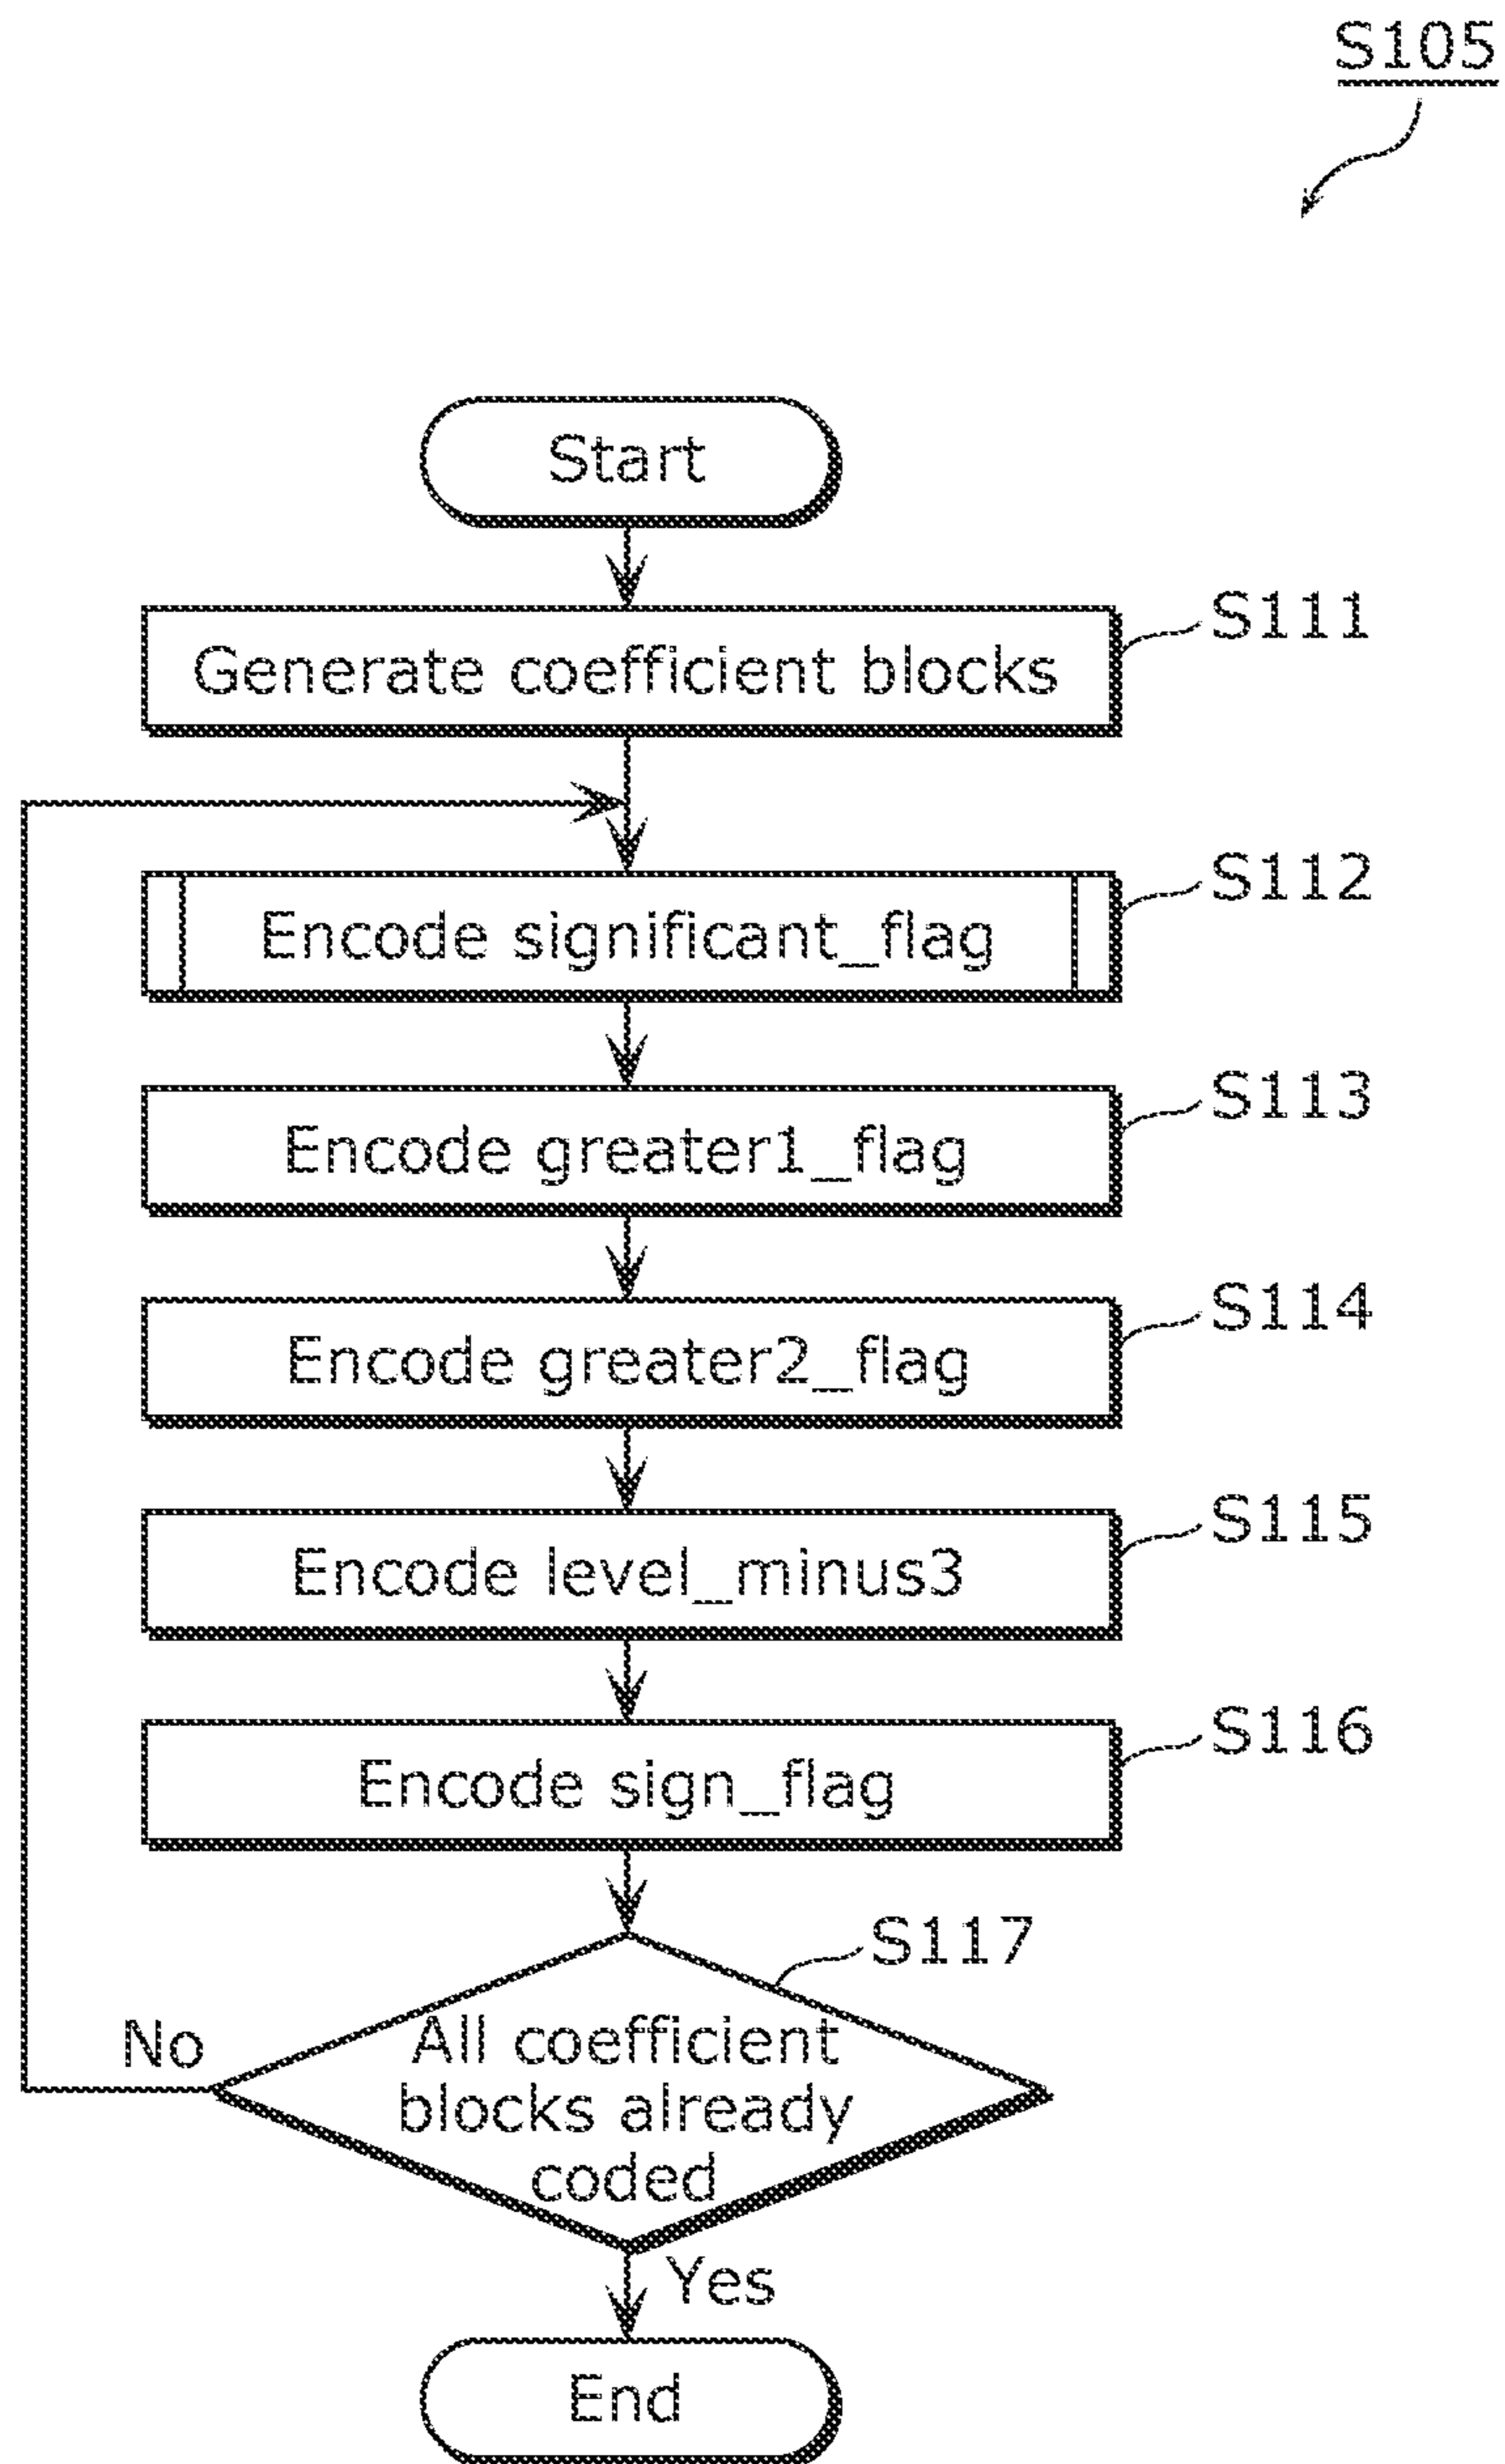 S105
Start
Generate coefficient blocks
S111
Encode significant_flag
S112
Encode greater1_flag
S113
Encode greater2_flag
S114
Encode level_minus3
S115
Encode sign_flag
S116
S117
All coefficient
blocks already
coded
No
Yes
End